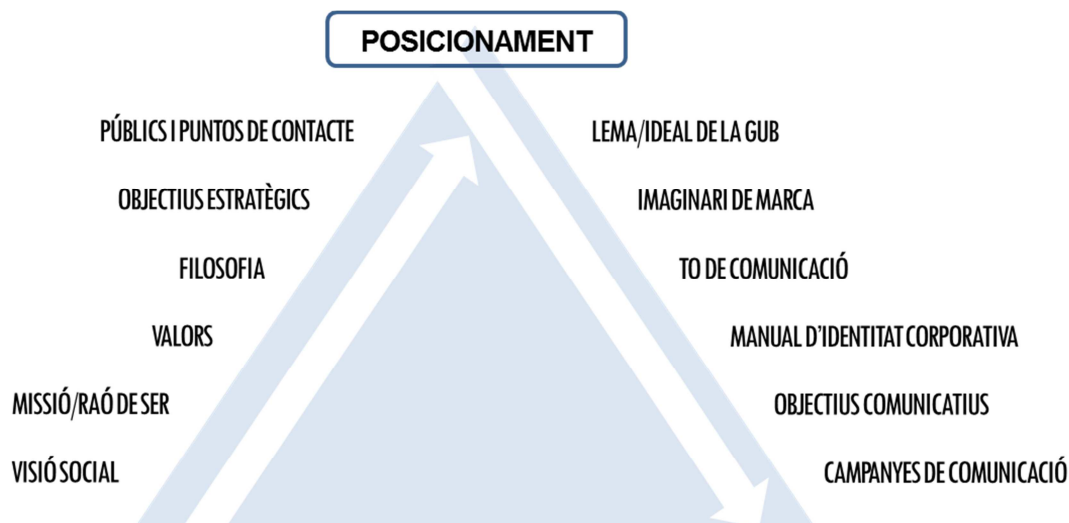 POSICIONAMENT
PÚBLICS I PUNTOS DE CONTACTE
LEMA/IDEAL DE LA GUB
OBJECTIUS ESTRATÈGICS
IMAGINARI DE MARCA
FILOSOFIA
TO DE COMUNICACIÓ
VALORS
MANUAL D'IDENTITAT CORPORATIVA
MISSIÓ/RAÓ DE SER
OBJECTIUS COMUNICATIUS
VISIÓ SOCIAL
CAMPANYES DE COMUNICACIÓ